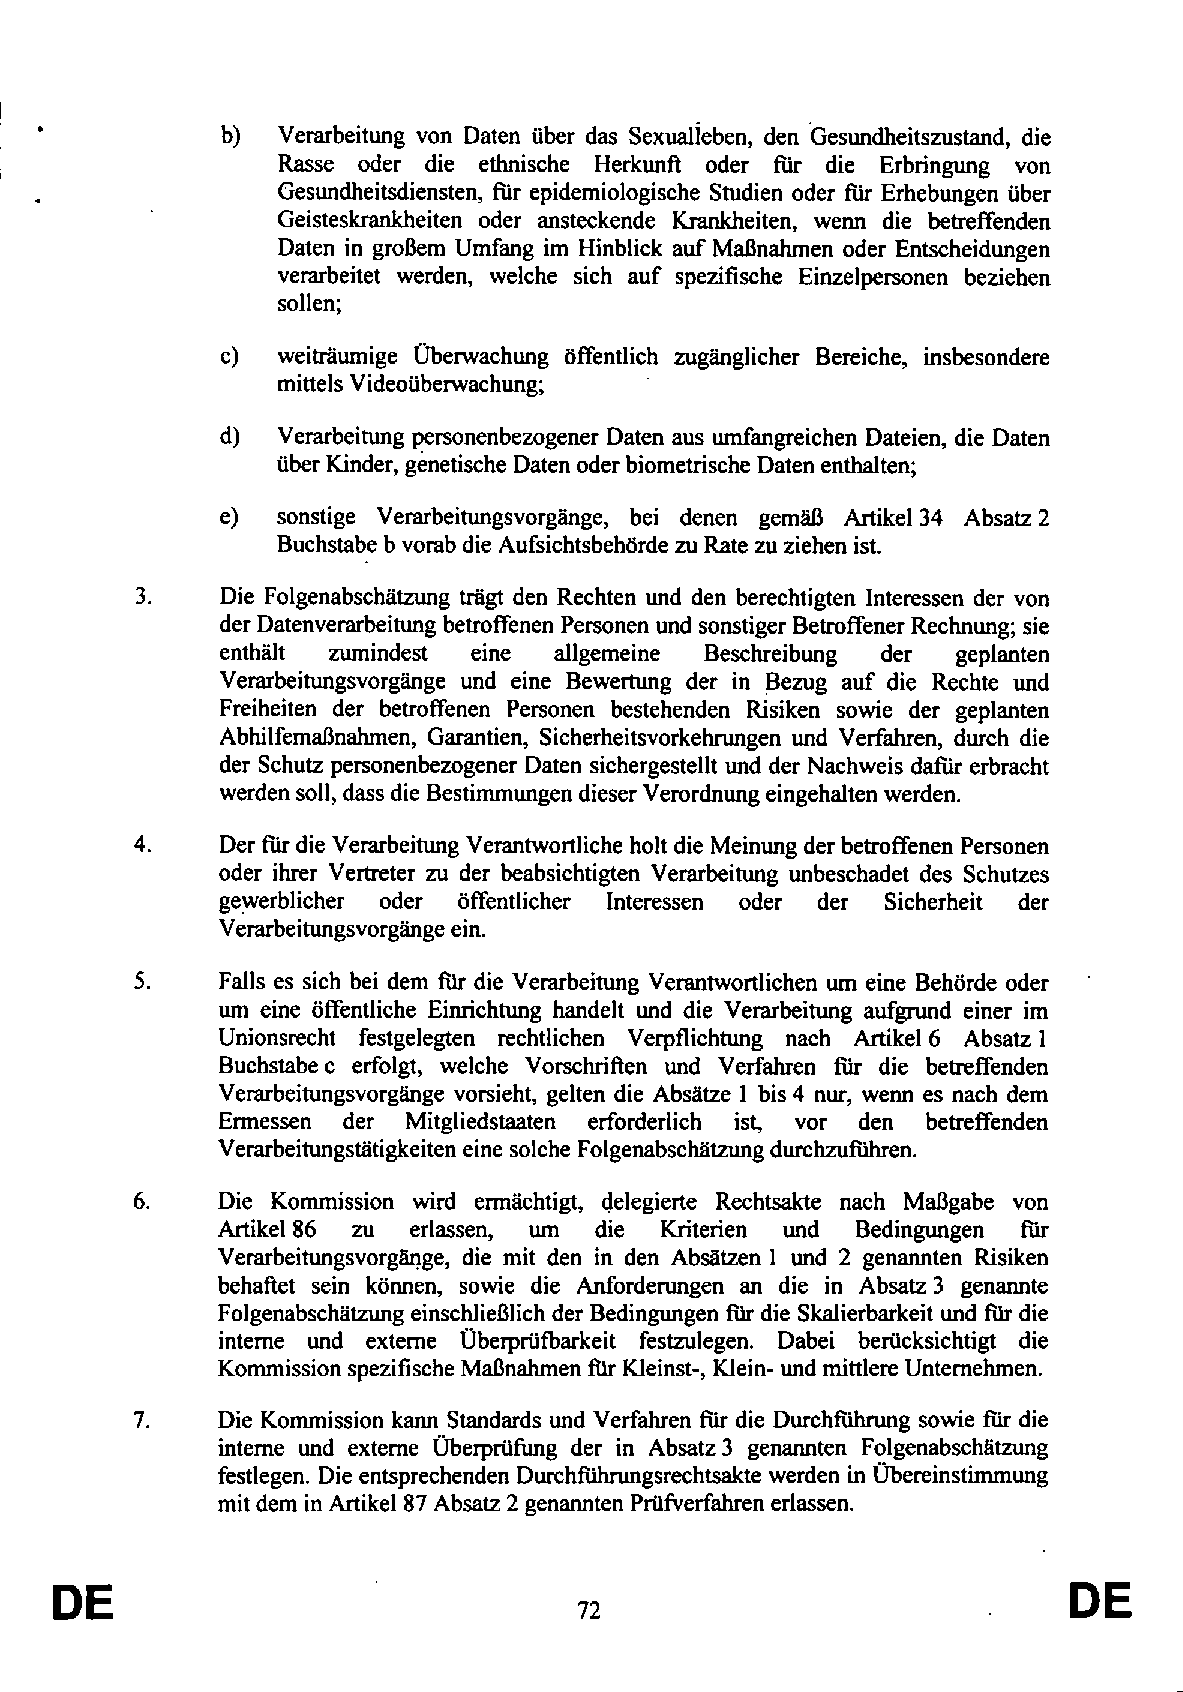 b) Verarbeitung von Daten über das Sexualleben, den Gesundheitszustand, die
Rasse oder die ethnische Herkunft oder für die Erbringung von
Gesundheitsdiensten, für epidemiologische Studien oder für Erhebungen über
Geisteskrankheiten oder ansteckende Krankheiten, wenn die betreffenden
Daten in großem Umfang im Hinblick auf Maßnahmen oder Entscheidungen
verarbeitet werden, welche sich auf spezifische Einzelpersonen beziehen
sollen;
c) weiträumige Überwachung öffentlich zugänglicher Bereiche, insbesondere
mittels Videoüberwachung;
d) Verarbeitung personenbezogener Daten aus umfangreichen Dateien, die Daten
über Kinder, genetische Daten oder biometrische Daten enthalten;
e) sonstige Verarbeitungsvorgänge, bei denen gemäß Artikel 34 Absatz 2
Buchstabe b vorab die Aufsichtsbehörde zu Rate zu ziehen ist.
3. Die Folgenabschätzung trägt den Rechten und den berechtigten Interessen der von
der Datenverarbeitung betroffenen Personen und sonstiger Betroffener Rechnung; sie
enthält zumindest eine allgemeine Beschreibung der geplanten
Verarbeitungsvorgänge und eine Bewertung der in Bezug auf die Rechte und
Freiheiten der betroffenen Personen bestehenden Risiken sowie der geplanten
Abhilfemaßnahmen, Garantien, Sicherheitsvorkehrungen und Verfahren, durch die
der Schutz personenbezogener Daten sichergestellt und der Nachweis dafür erbracht
werden soll, dass die Bestimmungen dieser Verordnung eingehalten werden.
4. Der für die Verarbeitung Verantwortliche holt die Meinung der betroffenen Personen
oder ihrer Vertreter zu der beabsichtigten Verarbeitung unbeschadet des Schutzes
gewerblicher oder öffentlicher Interessen oder der Sicherheit der
Verarbeitungsvorgänge ein.
5. Falls es sich bei dem für die Verarbeitung Verantwortlichen um eine Behörde oder
um eine öffentliche Einrichtung handelt und die Verarbeitung aufgrund einer im
Unionsrecht festgelegten rechtlichen Verpflichtung nach Artikel 6 Absatz 1
Buchstabe c erfolgt, welche Vorschriften und Verfahren für die betreffenden
Verarbeitungsvorgänge vorsieht, gelten die Absätze 1 bis 4 nur, wenn es nach dem
Ermessen der Mitgliedstaaten erforderlich ist, vor den betreffenden
Verarbeitungstätigkeiten eine solche Folgenabschätzung durchzuführen.
6. Die Kommission wird ermächtigt, delegierte Rechtsakte nach Maßgabe von
Artikel 86 zu erlassen, um die Kriterien und Bedingungen für
Verarbeitungsvorgänge, die mit den in den Absätzen 1 und 2 genannten Risiken
behaftet sein können, sowie die Anforderungen an die in Absatz 3 genannte
Folgenabschätzung einschließlich der Bedingungen für die Skalierbarkeit und für die
interne und externe Überprüfbarkeit festzulegen. Dabei berücksichtigt die
Kommission spezifische Maßnahmen für Kleinst-, Klein- und mittlere Unternehmen.
7. Die Kommission kann Standards und Verfahren für die Durchführung sowie für die
interne und externe Überprüfung der in Absatz 3 genannten Folgenabschätzung
festlegen. Die entsprechenden Durchführungsrechtsakte werden in Übereinstimmung
mit dem in Artikel 87 Absatz 2 genannten Prüfverfahren erlassen.
DE 72 DE